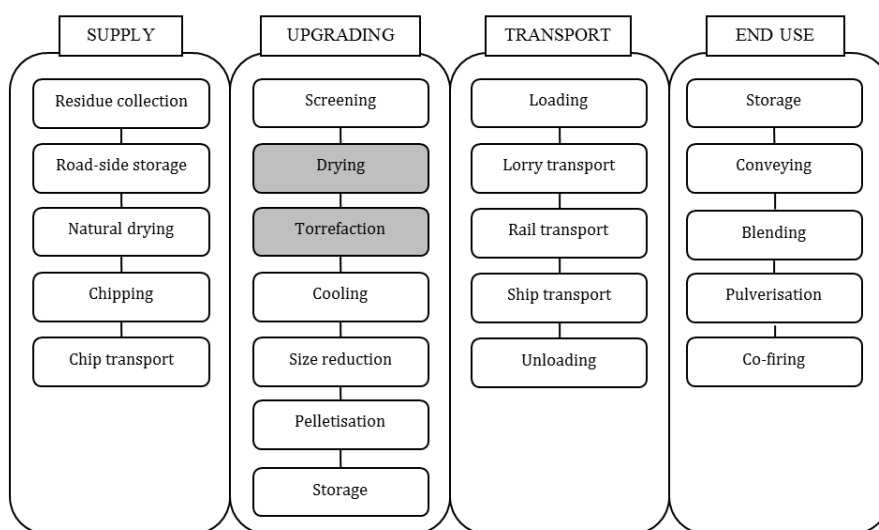 SUPPLY
Residue collection
Road-side storage
Natural drying
Chipping
Chip transport
UPGRADING
Screening
Drying
Torrefaction
Cooling
Size reduction
Pelletisation
Storage
TRANSPORT
Loading
Lorry transport
Rail transport
Ship transport
Unloading
END USE
Storage
Conveying
Blending
Pulverisation
Co-firing